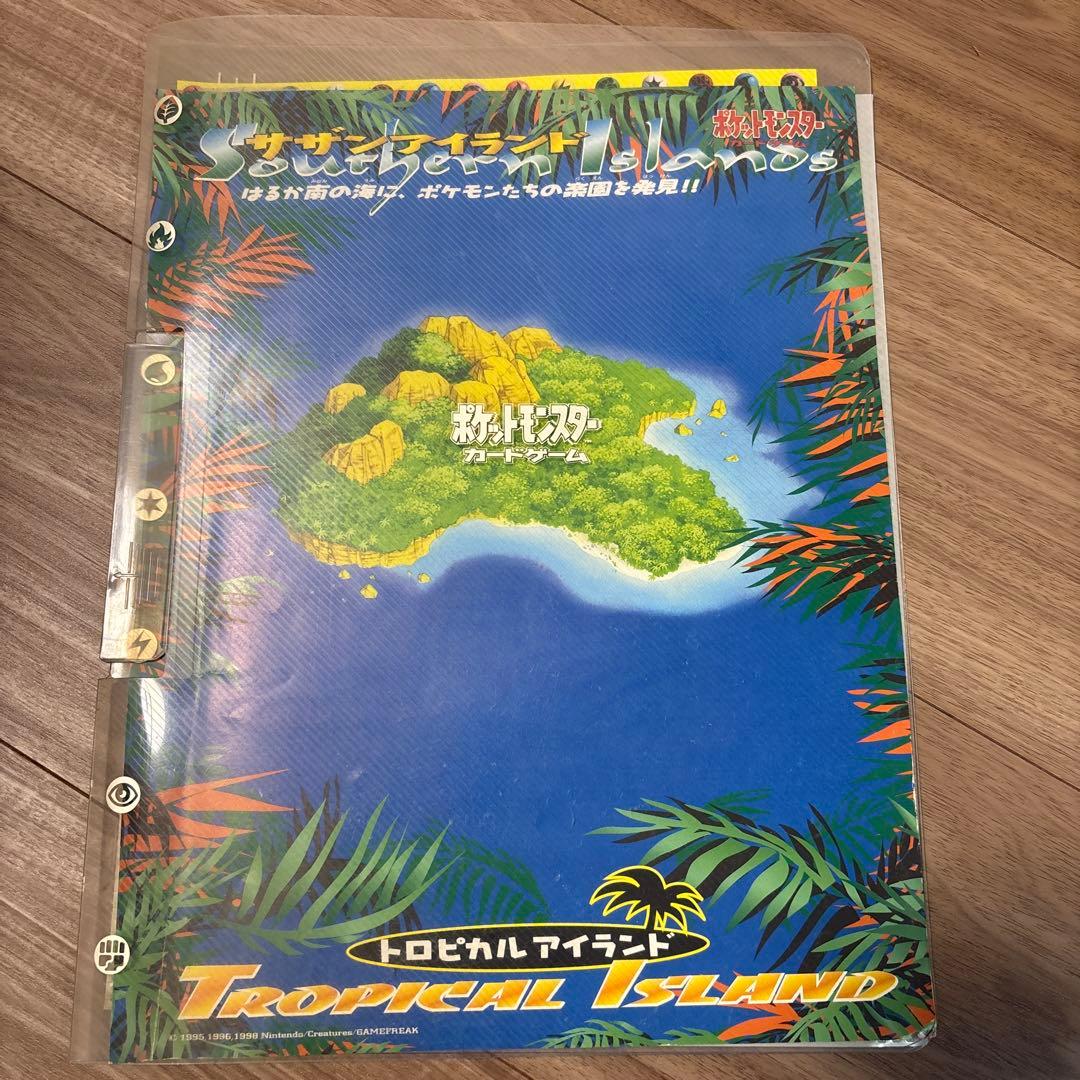 サザンアイランド
Southern Islands
ポケットモンスター
カードゲーム
はるか南の海に、ポケモンたちの楽園を発見!!
ポケットモンスター
カードゲーム
トロピカル アイランド
TROPICAL ISLAND
© 1995,1996,1998 Nintendo/Creatures/GAMEFREAK